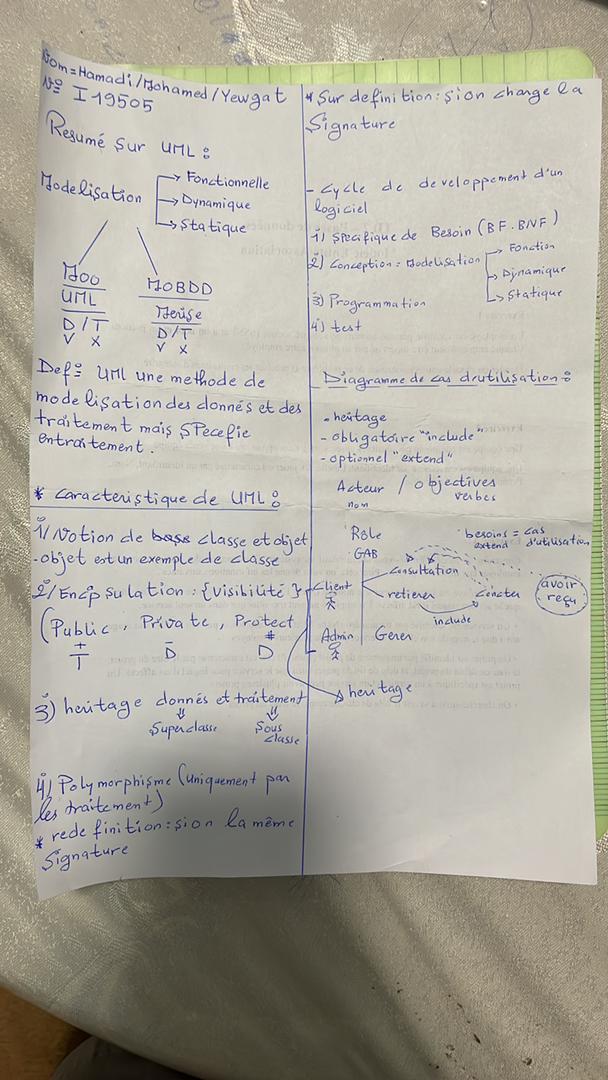 Nom = Hamadi/Mohamed/Yewgat
Nº I19505
Resumé sur UML :
Modelisation
Fonctionnelle
Dynamique
Statique
MOO
UML
D/T
V X
MOBDD
Merise
D/T
V X
Def : UML une methode de
modelisation des donnés et des
traitement mais specefie
entraitement.
* caracteristique de UML :
1) Notion de classe et objet
- objet est un exemple de classe
2) Encapsulation : {visibilité}
(Public, Private, Protect
+ - #
T D D
3) heritage donnés et traitement
Superclasse
Sous
classe
4) Polymorphisme (uniquement par
les traitement)
* redefinition : sion la même
signature
* Sur definition : sion change la
Signature
- Cycle de developpement d'un
logiciel
1) Specifique de Besoin (BF.BNF)
2) Conception = Modelisation
Fonction
Dynamique
Statique
3) Programmation
4) test
Diagramme de cas d'utilisation :
- heritage
- obligatoire "include"
- optionnel "extend"
Acteur / objectives
nom verbes
Rôle
GAB
besoins = cas
d'utilisation
extend
Client
consultation
retierer
include
avoir
reçu
Admin
Gerer
heritage